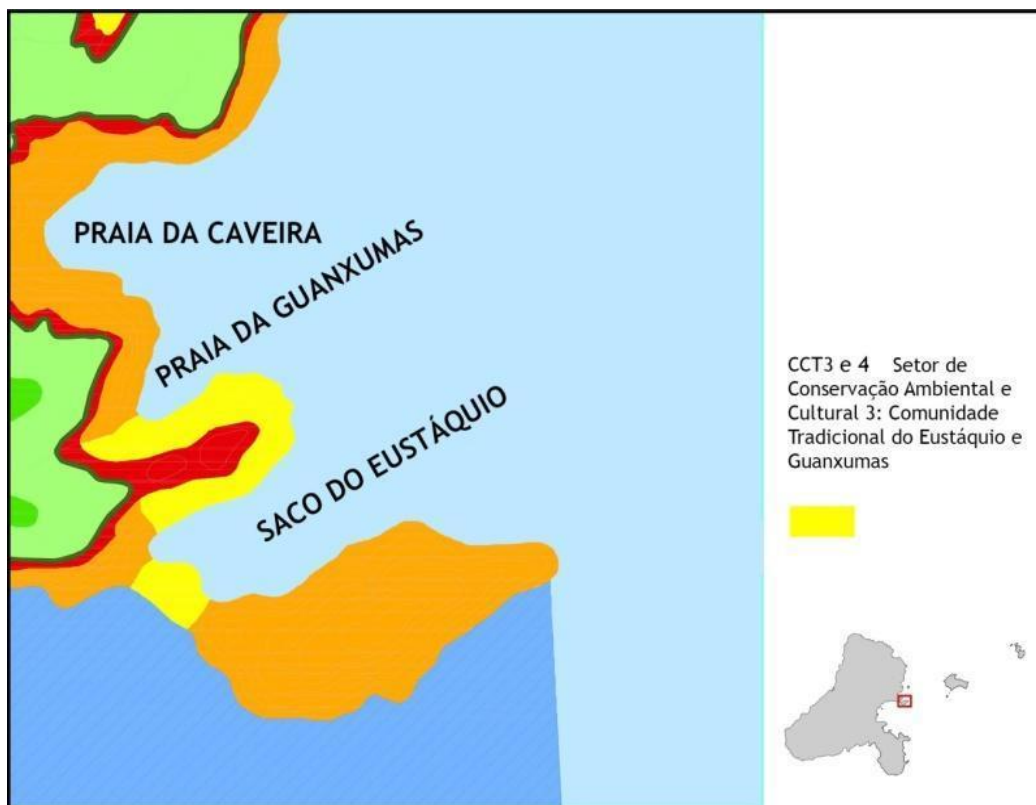 PRAIA DA CAVEIRA
PRAIA DA GUANXUMAS
SACO DO EUSTÁQUIO
CCT3 e 4 Setor de
Conservação Ambiental e
Cultural 3: Comunidade
Tradicional do Eustáquio e
Guanxumas